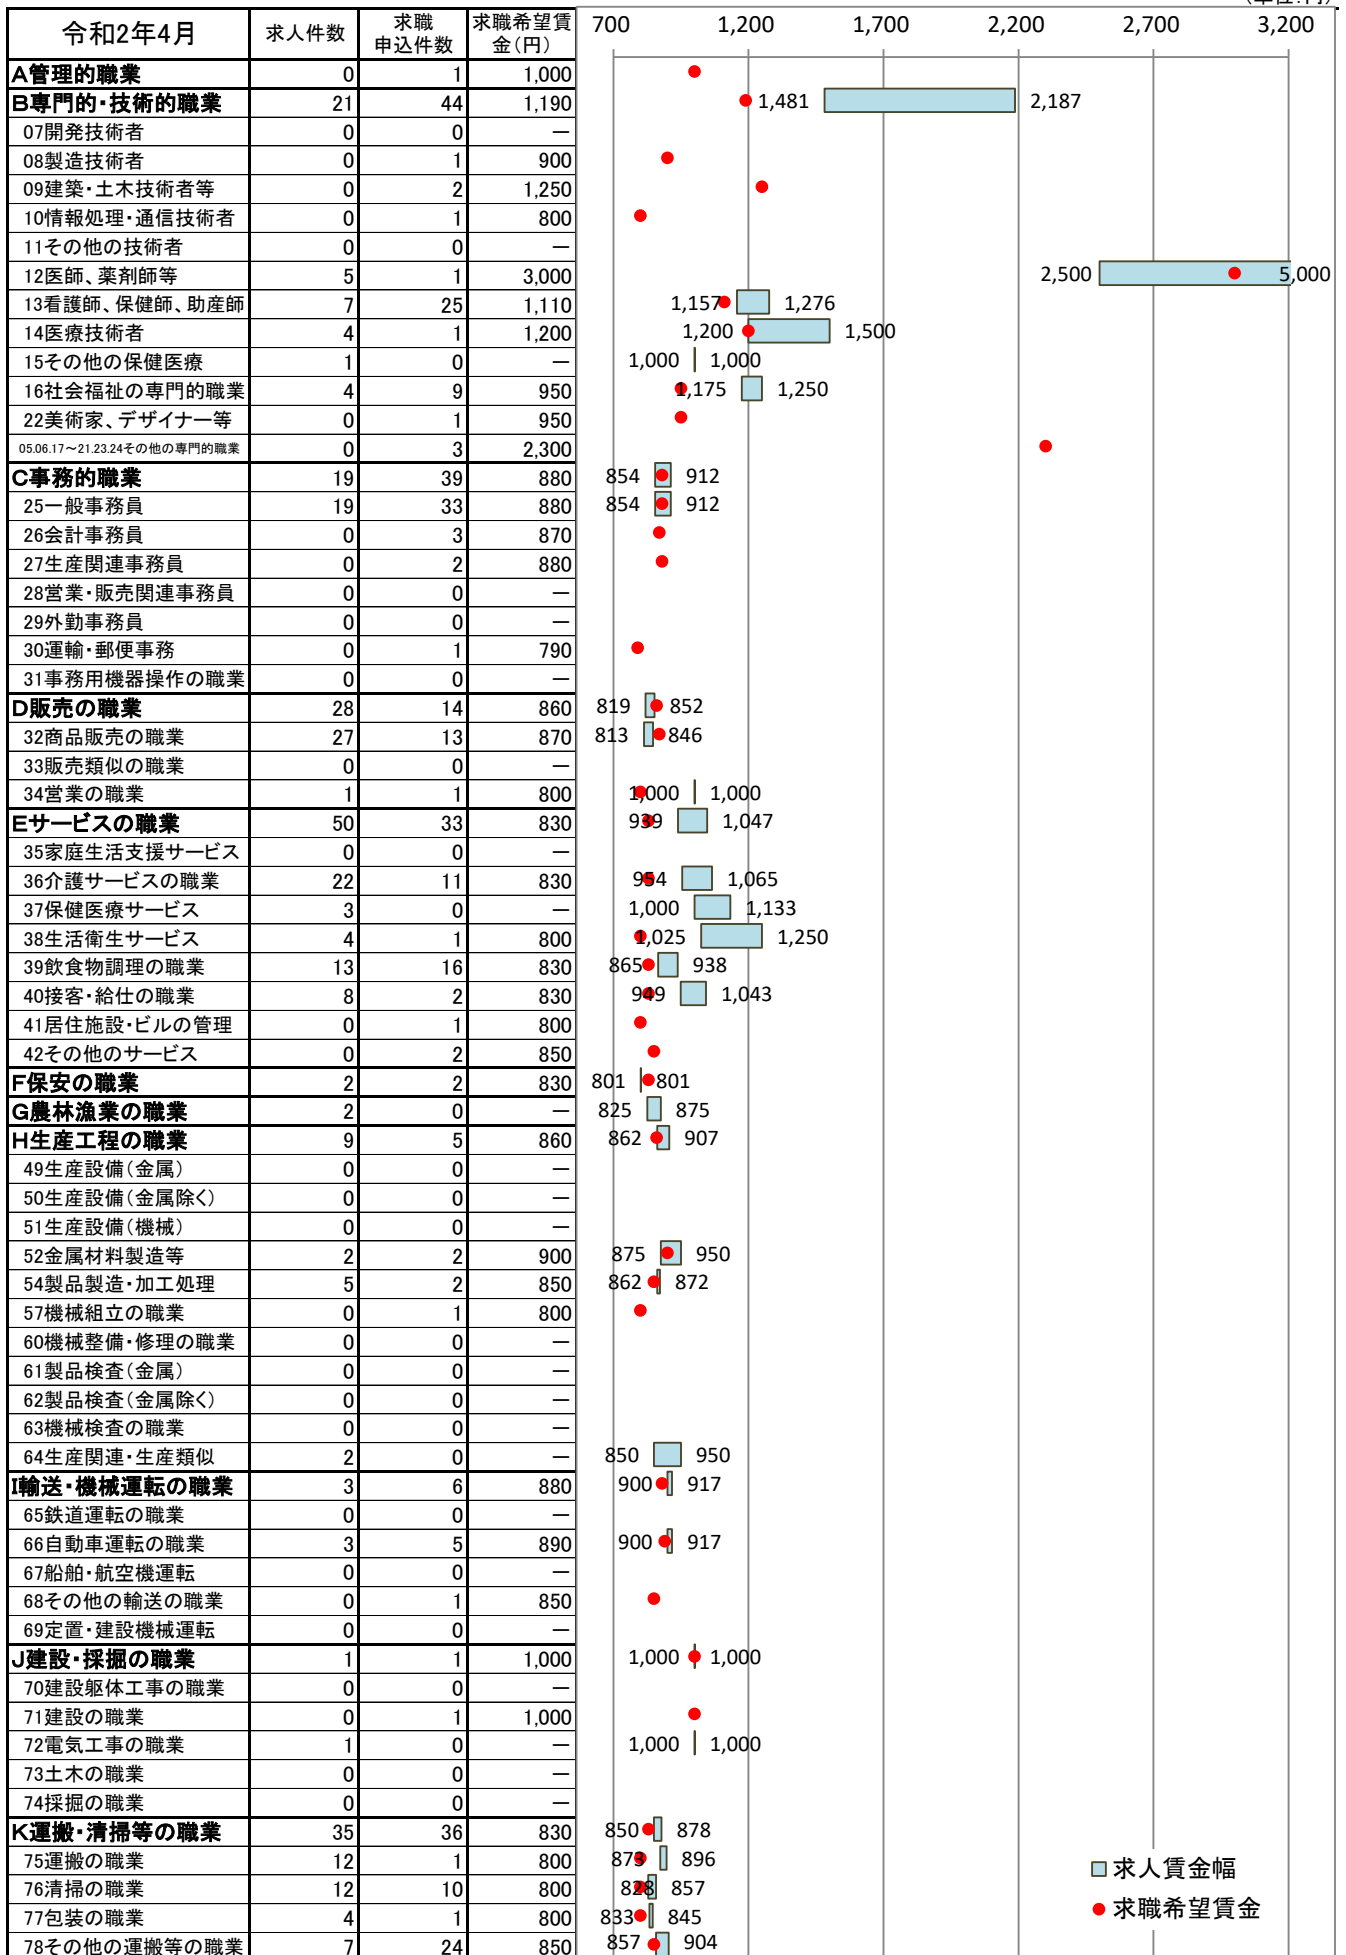 (単位:円)
令和2年4月 求人件数 求職申込件数 求職希望賃金(円) 700 1,200 1,700 2,200 2,700 3,200
A管理的職業 0 1 1,000
B専門的・技術的職業 21 44 1,190 1,481 2,187
07開発技術者 0 0 ―
08製造技術者 0 1 900
09建築・土木技術者等 0 2 1,250
10情報処理・通信技術者 0 1 800
11その他の技術者 0 0 ―
12医師、薬剤師等 5 1 3,000 2,500 5,000
13看護師、保健師、助産師 7 25 1,110 1,157 1,276
14医療技術者 4 1 1,200 1,200 1,500
15その他の保健医療 1 0 ― 1,000 1,000
16社会福祉の専門的職業 4 9 950 1,175 1,250
22美術家、デザイナー等 0 1 950
05.06.17～21.23.24その他の専門的職業 0 3 2,300
C事務的職業 19 39 880 854 912
25一般事務員 19 33 880 854 912
26会計事務員 0 3 870
27生産関連事務員 0 2 880
28営業・販売関連事務員 0 0 ―
29外勤事務員 0 0 ―
30運輸・郵便事務 0 1 790
31事務用機器操作の職業 0 0 ―
D販売の職業 28 14 860 819 852
32商品販売の職業 27 13 870 813 846
33販売類似の職業 0 0 ―
34営業の職業 1 1 800 1,000 1,000
Eサービスの職業 50 33 830 939 1,047
35家庭生活支援サービス 0 0 ―
36介護サービスの職業 22 11 830 954 1,065
37保健医療サービス 3 0 ― 1,000 1,133
38生活衛生サービス 4 1 800 1,025 1,250
39飲食物調理の職業 13 16 830 865 938
40接客・給仕の職業 8 2 830 949 1,043
41居住施設・ビルの管理 0 1 800
42その他のサービス 0 2 850
F保安の職業 2 2 830 801 801
G農林漁業の職業 2 0 ― 825 875
H生産工程の職業 9 5 860 862 907
49生産設備(金属) 0 0 ―
50生産設備(金属除く) 0 0 ―
51生産設備(機械) 0 0 ―
52金属材料製造等 2 2 900 875 950
54製品製造・加工処理 5 2 850 862 872
57機械組立の職業 0 1 800
60機械整備・修理の職業 0 0 ―
61製品検査(金属) 0 0 ―
62製品検査(金属除く) 0 0 ―
63機械検査の職業 0 0 ―
64生産関連・生産類似 2 0 ― 850 950
I輸送・機械運転の職業 3 6 880 900 917
65鉄道運転の職業 0 0 ―
66自動車運転の職業 3 5 890 900 917
67船舶・航空機運転 0 0 ―
68その他の輸送の職業 0 1 850
69定置・建設機械運転 0 0 ―
J建設・採掘の職業 1 1 1,000 1,000 1,000
70建設躯体工事の職業 0 0 ―
71建設の職業 0 1 1,000
72電気工事の職業 1 0 ― 1,000 1,000
73土木の職業 0 0 ―
74採掘の職業 0 0 ―
K運搬・清掃等の職業 35 36 830 850 878
75運搬の職業 12 1 800 873 896 求人賃金幅
76清掃の職業 12 10 800 828 857
77包装の職業 4 1 800 833 845 求職希望賃金
78その他の運搬等の職業 7 24 850 857 904